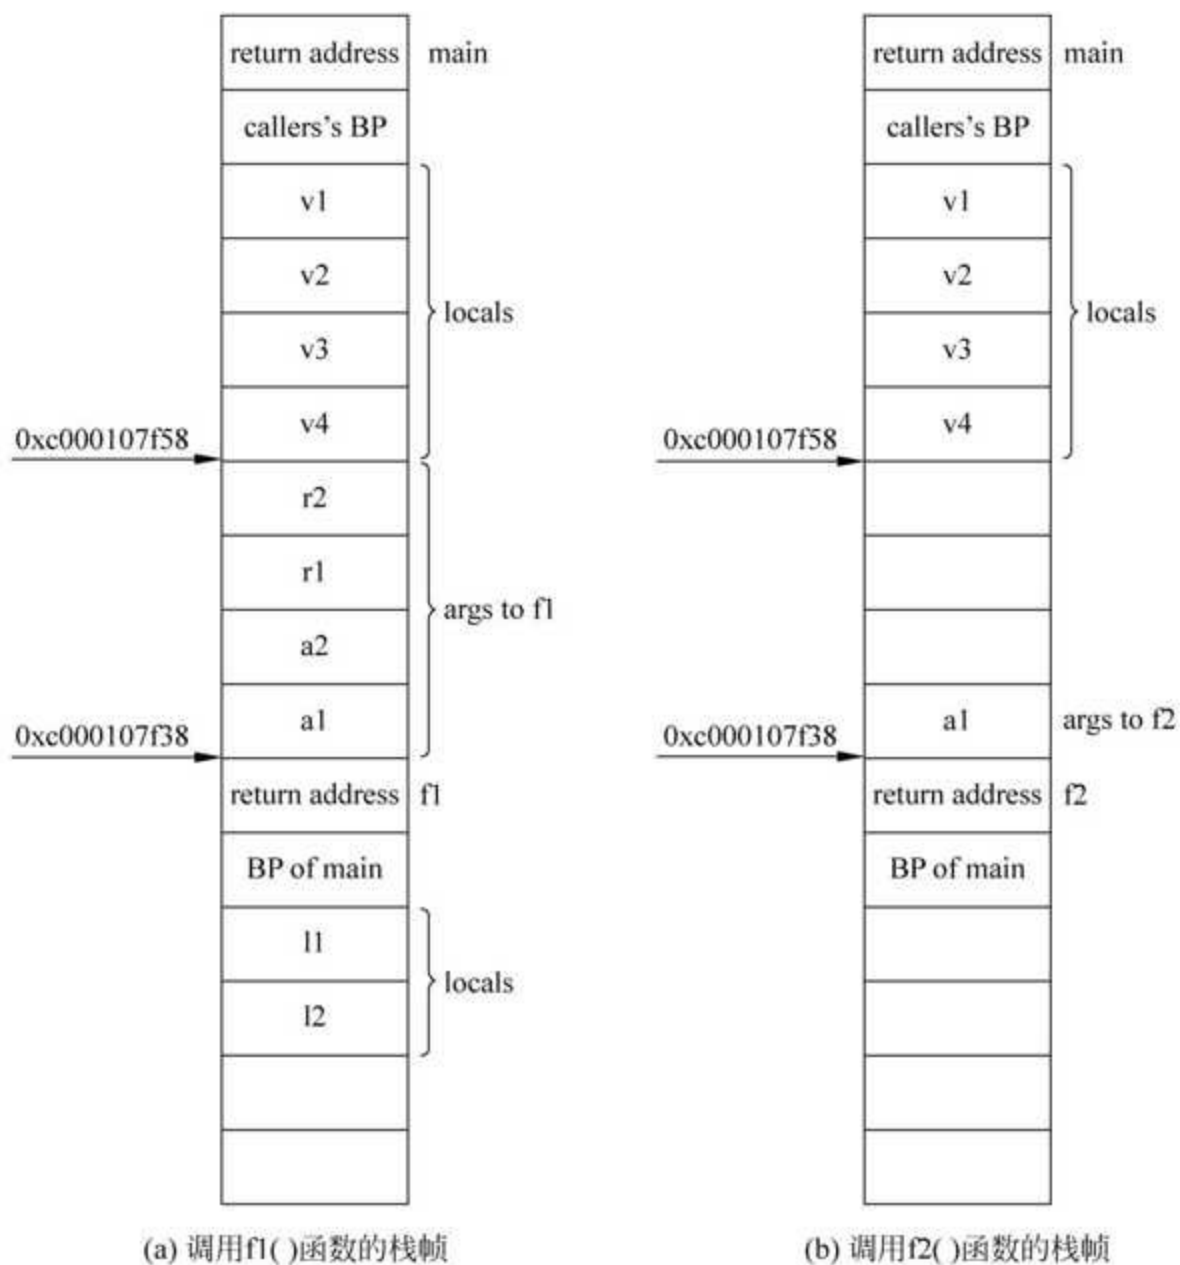 return address main
callers's BP
v1
v2
locals
v3
v4
0xc000107f58
r2
r1
args to f1
a2
a1
0xc000107f38
return address f1
BP of main
l1
locals
l2
(a) 调用f1( )函数的栈帧
return address main
callers's BP
v1
v2
locals
v3
v4
0xc000107f58
a1 args to f2
0xc000107f38
return address f2
BP of main
(b) 调用f2( )函数的栈帧